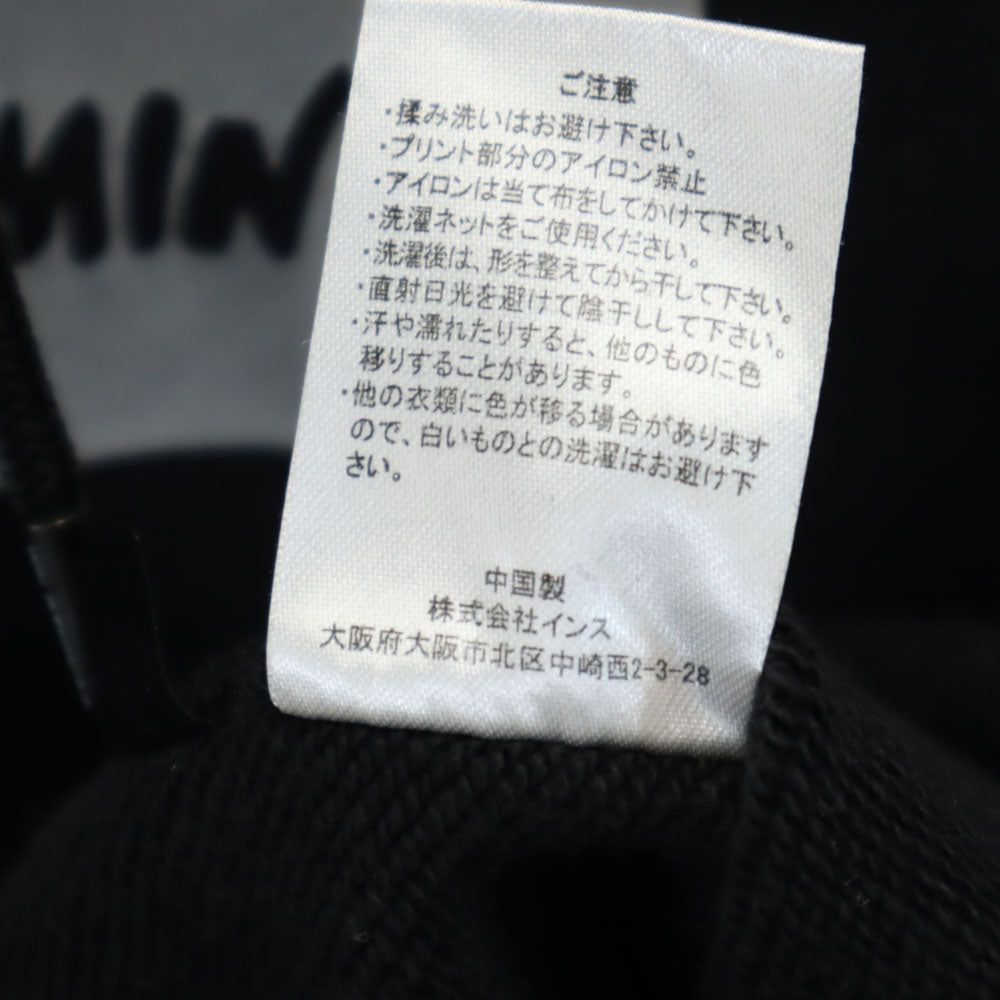 MIN
ご注意
・揉み洗いはお避け下さい。
・プリント部分のアイロン禁止
・アイロンは当て布をしてかけて下さい。
・洗濯ネットをご使用ください。
・洗濯後は、形を整えてから干して下さい。
・直射日光を避けて陰干しして下さい。
・汗や濡れたりすると、他のものに色
移りすることがあります。
・他の衣類に色が移る場合があります
ので、白いものとの洗濯はお避け下
さい。
中国製
株式会社インス
大阪府大阪市北区中崎西2-3-28